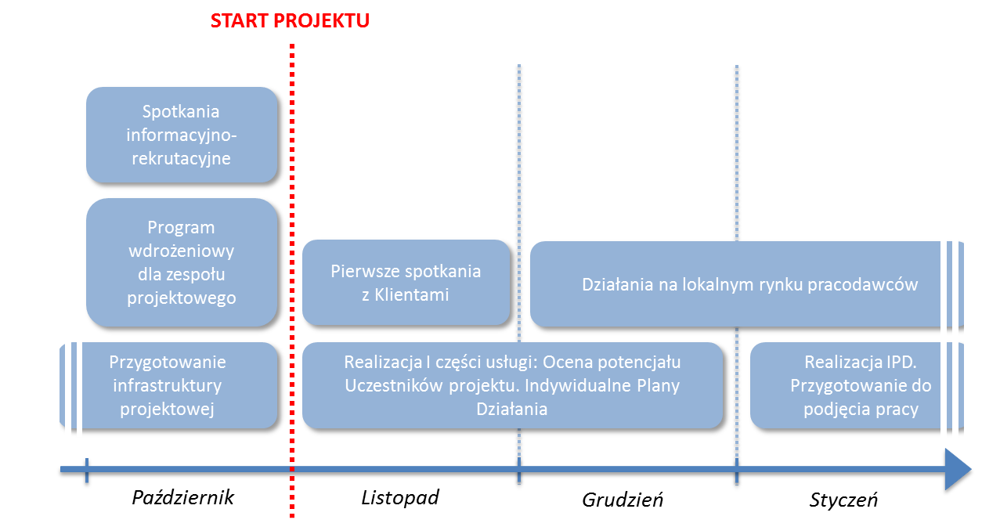 START PROJEKTU
Spotkania
informacyjno-
rekrutacyjne
Program
wdrożeniowy
dla zespołu
projektowego
Pierwsze spotkania
z Klientami
Działania na lokalnym rynku pracodawców
Przygotowanie
infrastruktury
projektowej
Realizacja I części usługi: Ocena potencjału
Uczestników projektu. Indywidualne Plany
Działania
Realizacja IPD.
Przygotowanie do
podjęcia pracy
Październik
Listopad
Grudzień
Styczeń